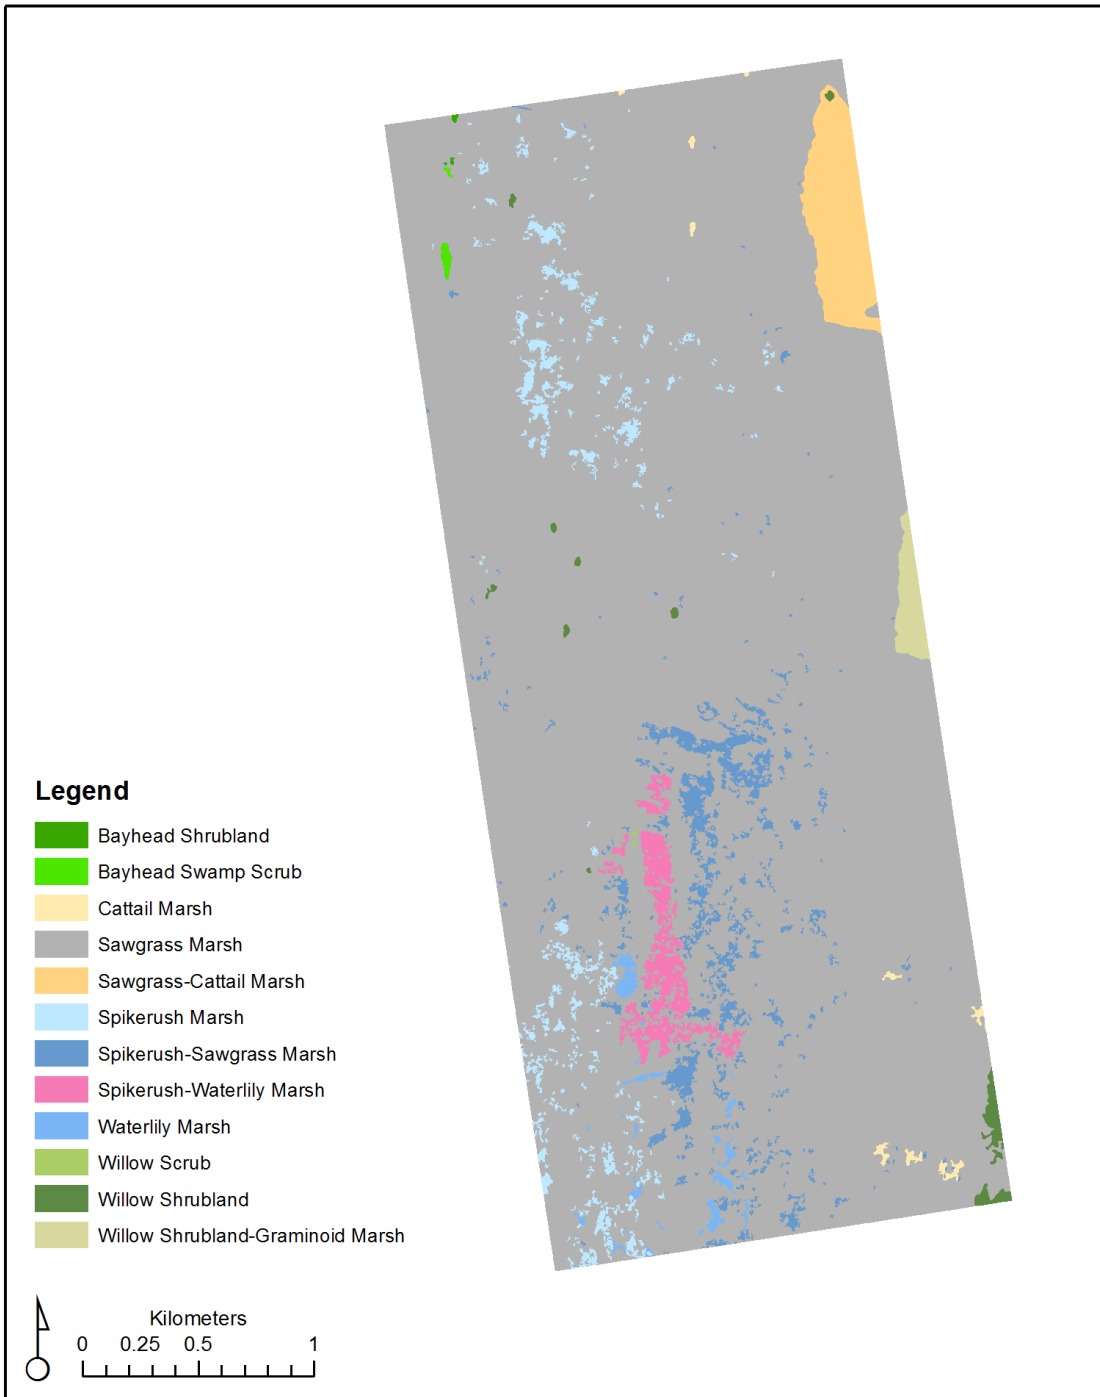 Legend
Bayhead Shrubland
Bayhead Swamp Scrub
Cattail Marsh
Sawgrass Marsh
Sawgrass-Cattail Marsh
Spikerush Marsh
Spikerush-Sawgrass Marsh
Spikerush-Waterlily Marsh
Waterlily Marsh
Willow Scrub
Willow Shrubland
Willow Shrubland-Graminoid Marsh
Kilometers
0 0.25 0.5 1